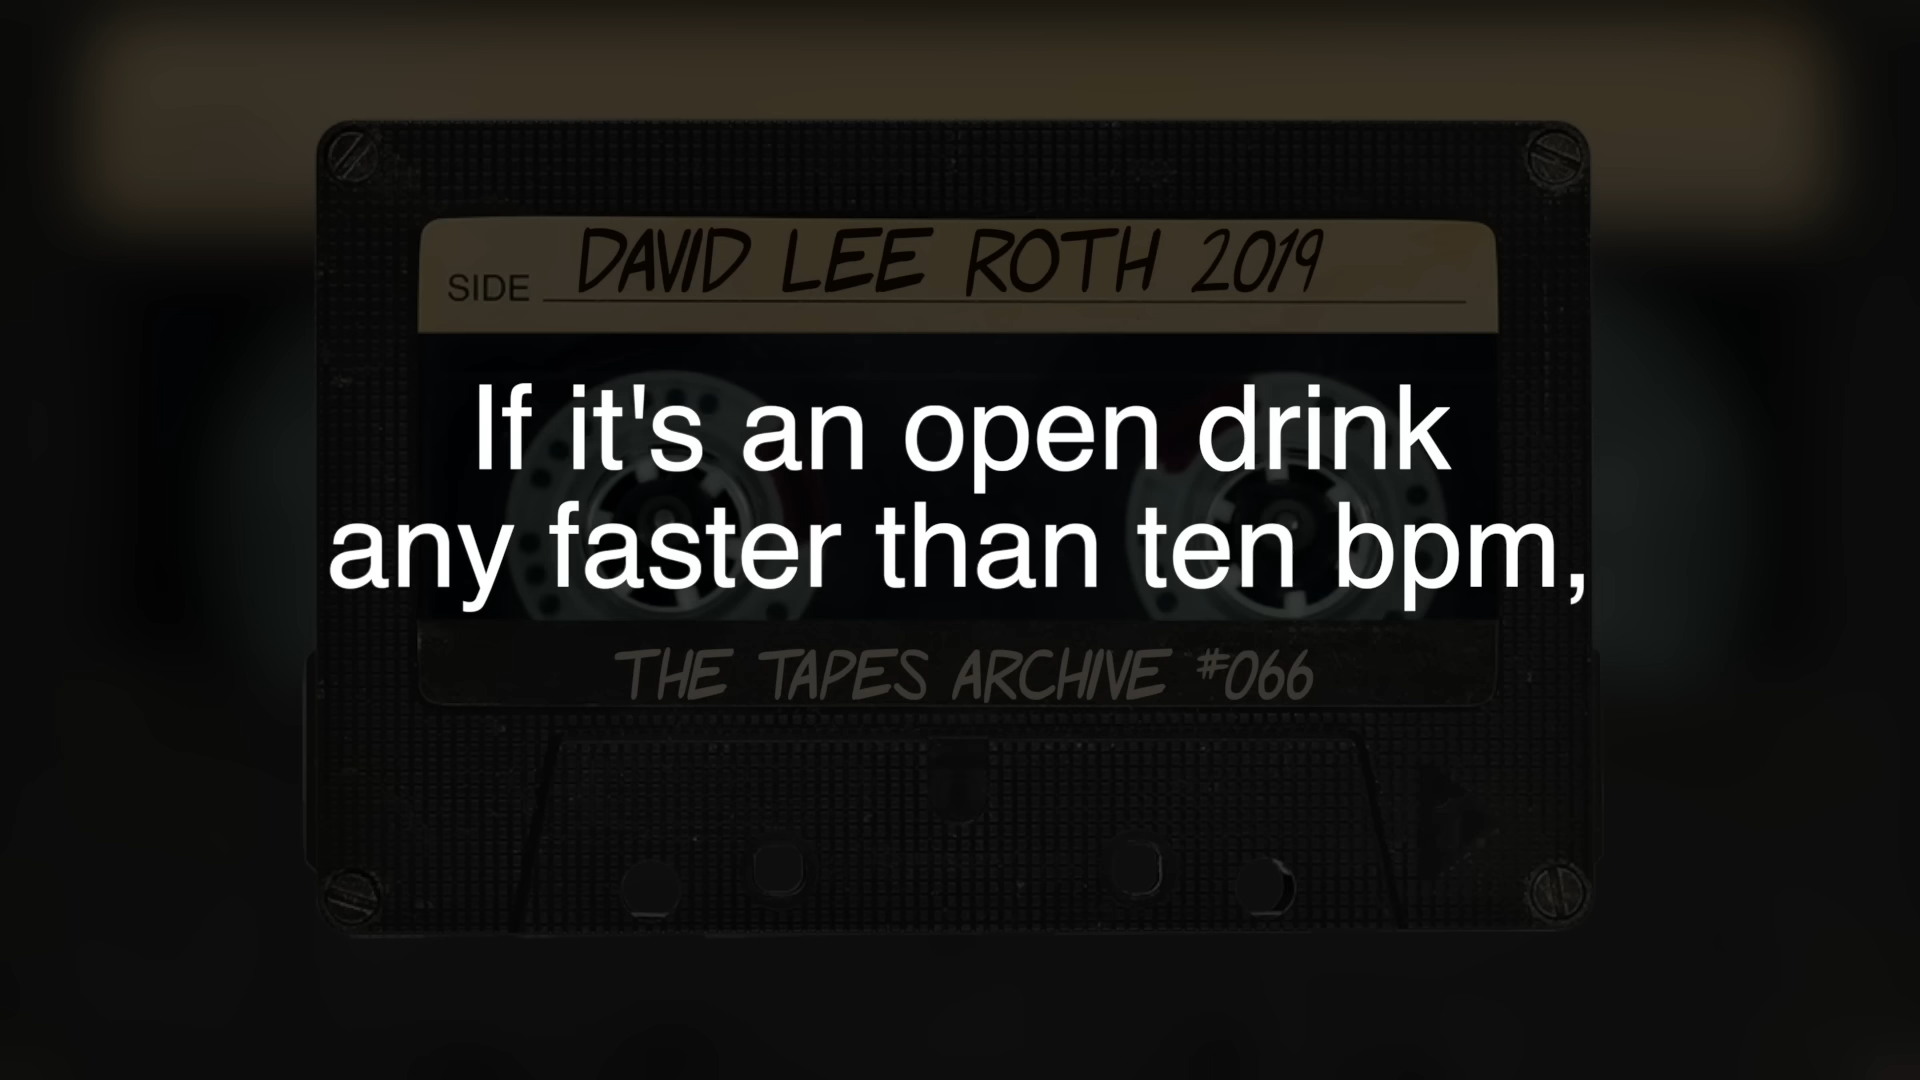 SIDE DAVID LEE ROTH 2019
If it's an open drink
any faster than ten bpm,
THE TAPES ARCHIVE #066